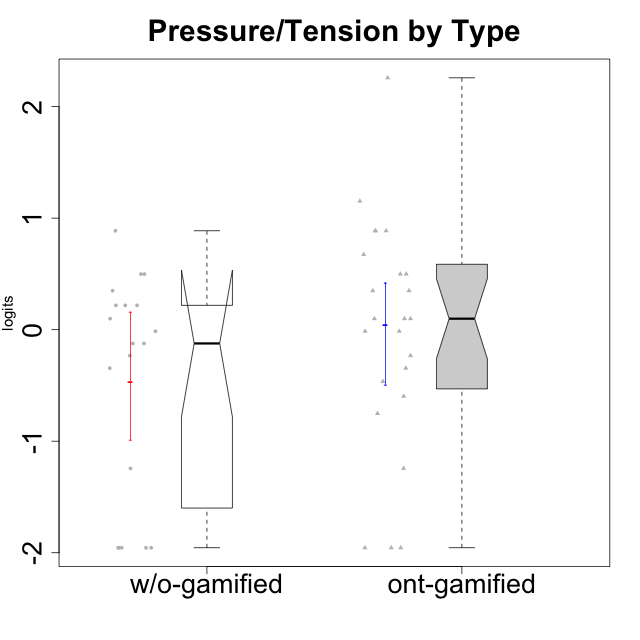 Pressure/Tension by Type
2
1
0
-1
-2
logits
w/o-gamified
ont-gamified